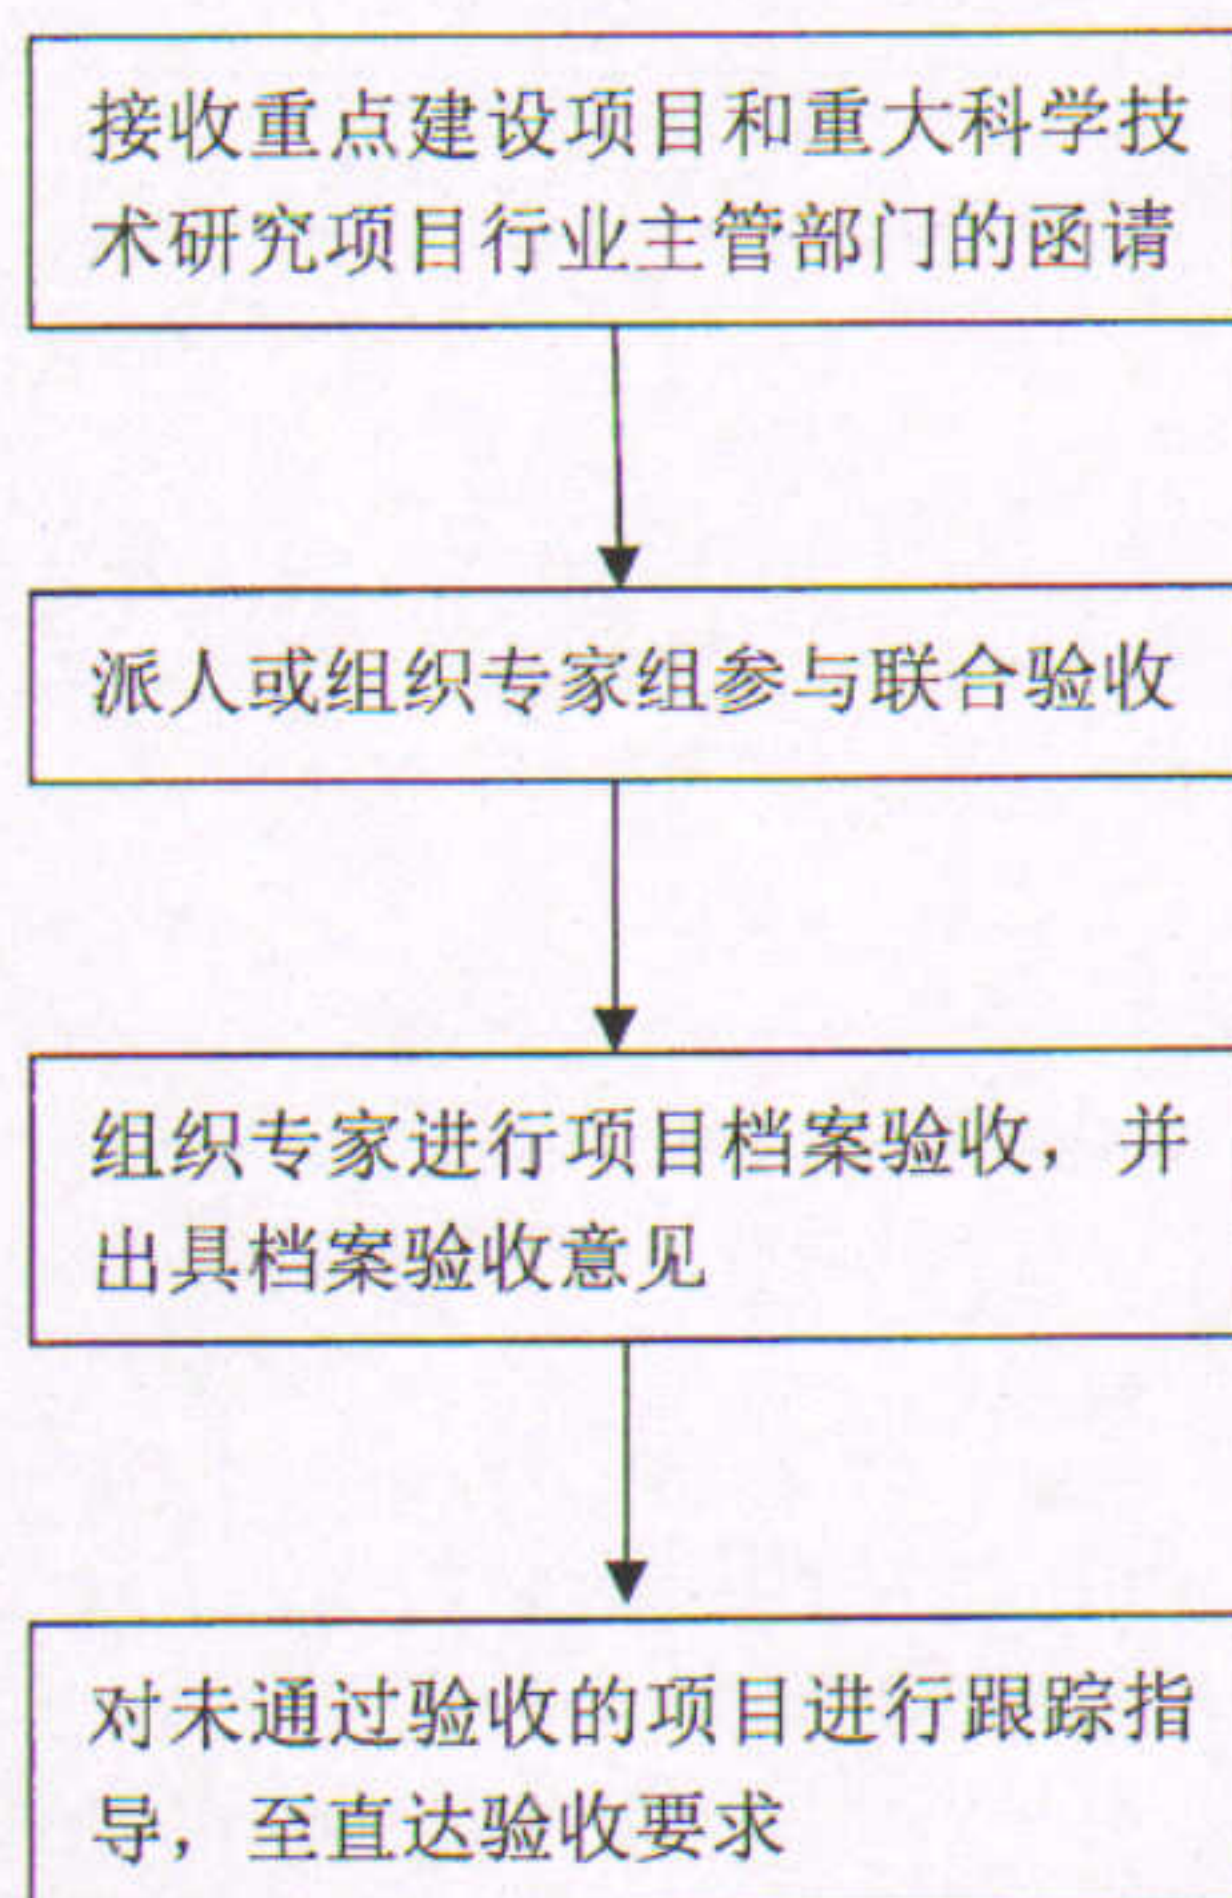 接收重点建设项目和重大科学技
术研究项目行业主管部门的函请
派人或组织专家组参与联合验收
组织专家进行项目档案验收，并
出具档案验收意见
对未通过验收的项目进行跟踪指
导，至直达验收要求